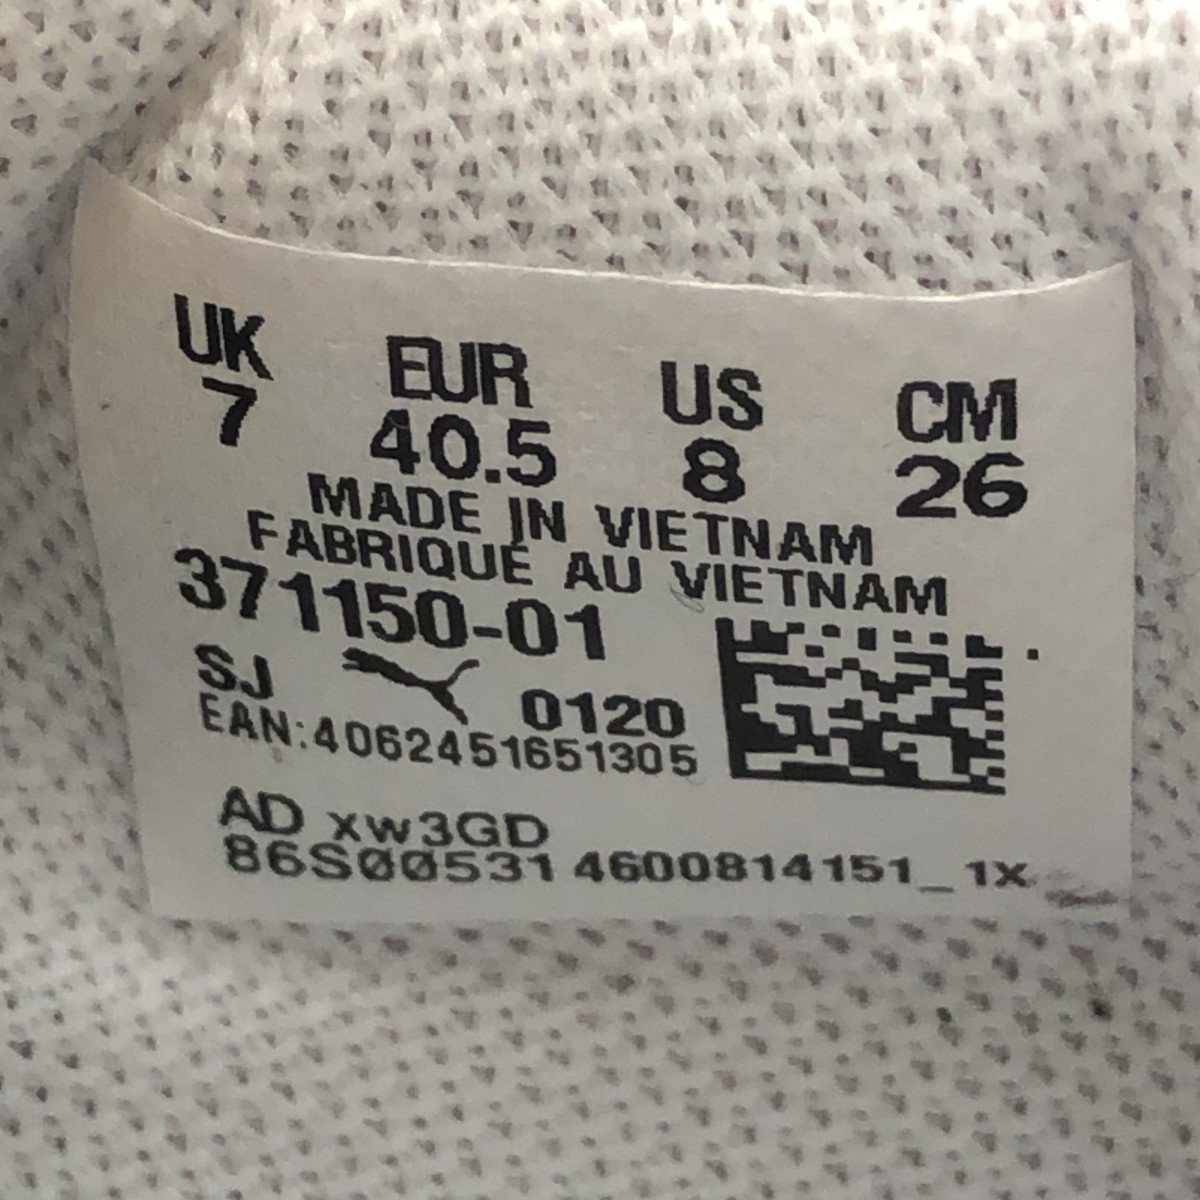 UK EUR US CM
7 40.5 8 26
MADE IN VIETNAM
FABRIQUÉ AU VIETNAM
371150-01
SJ 0120
EAN:4062451651305
AD xw3GD
86S00531 4600814151_1X